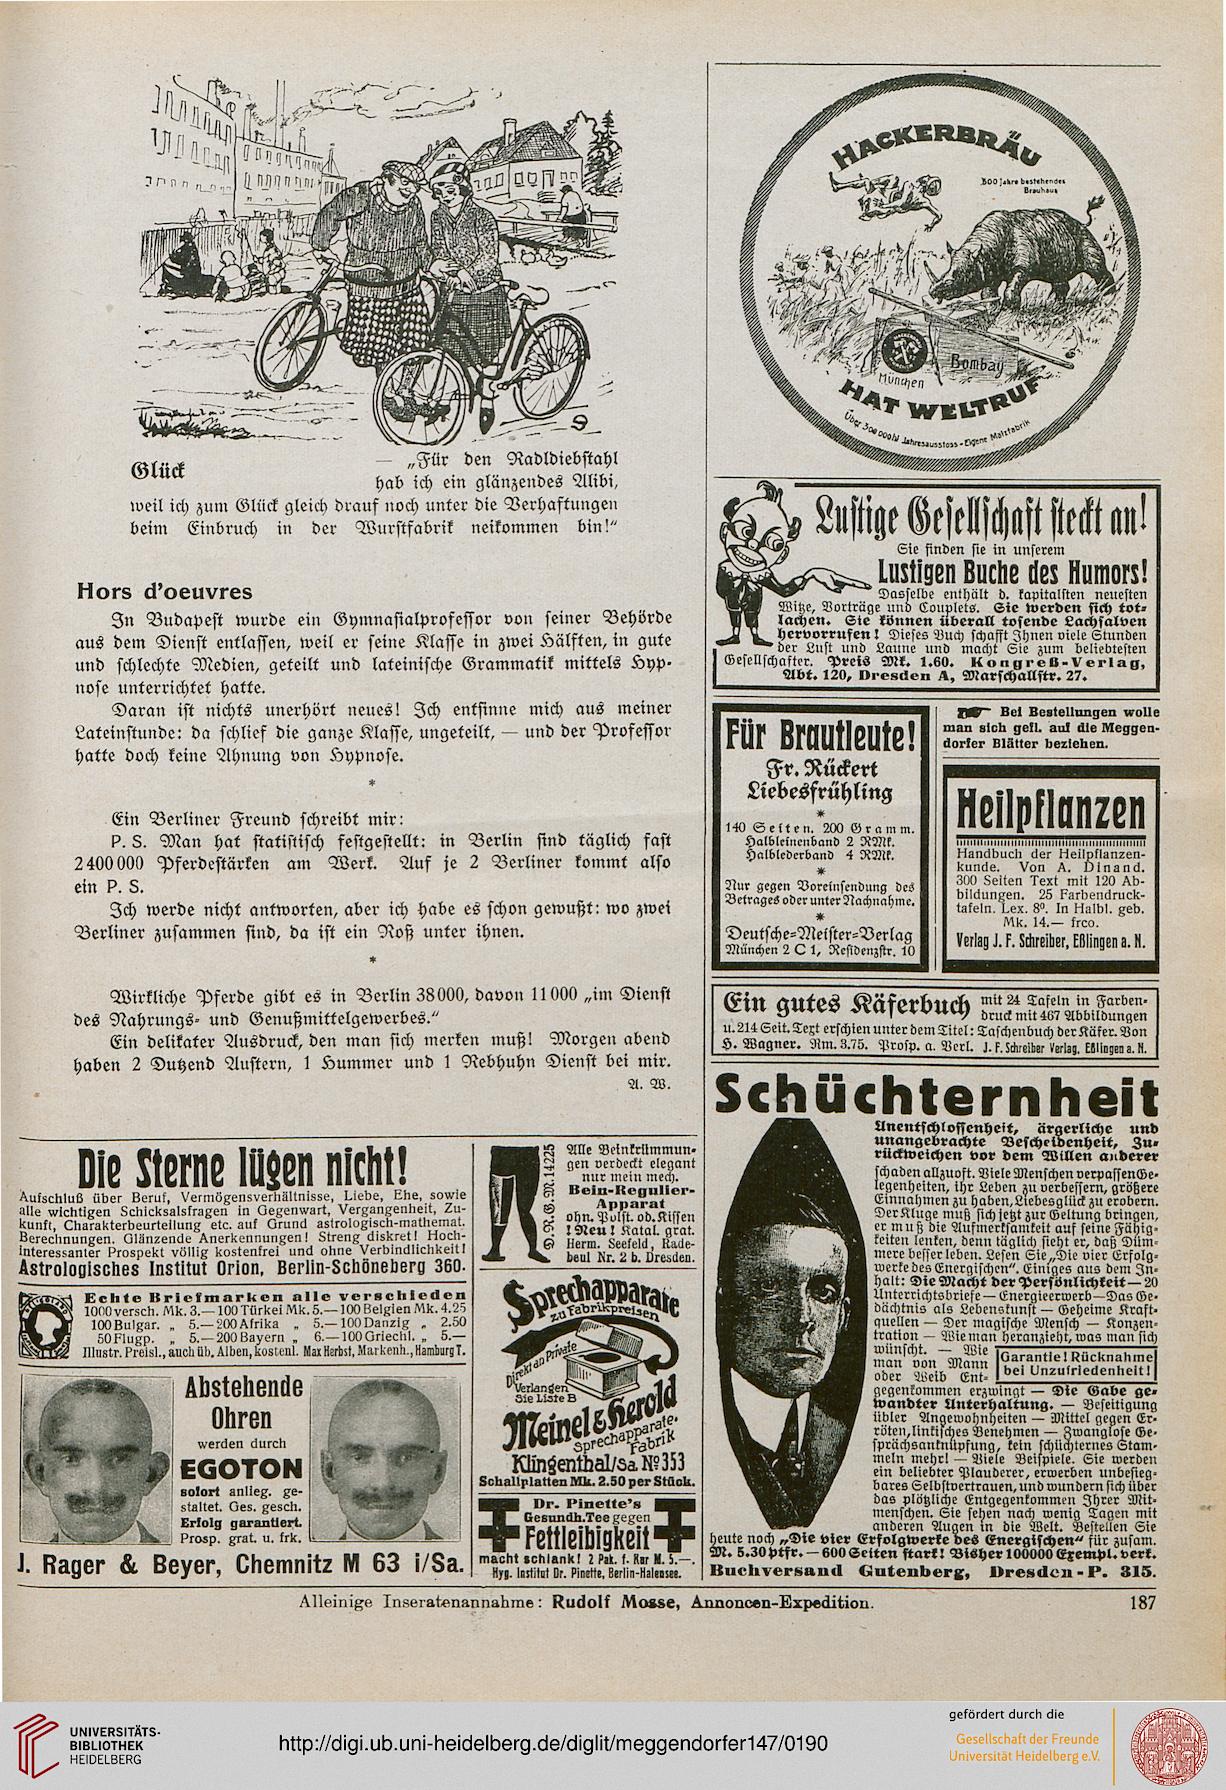 Glück — „Für den Radldiebstahl
hab ich ein glänzendes Alibi,
weil ich zum Glück gleich drauf noch unter die Verhaftungen
beim Einbruch in der Wurstfabrik neikommen bin!“
Hors d’oeuvres
In Budapest wurde ein Gymnasialprofessor von seiner Behörde
aus dem Dienst entlassen, weil er seine Klasse in zwei Hälften, in gute
und schlechte Medien, geteilt und lateinische Grammatik mittels Hyp-
nose unterrichtet hatte.
Daran ist nichts unerhört neues! Ich entsinne mich aus meiner
Lateinstunde: da schlief die ganze Klasse, ungeteilt, — und der Professor
hatte doch keine Ahnung von Hypnose.
*
Ein Berliner Freund schreibt mir:
P. S. Man hat statistisch festgestellt: in Berlin sind täglich fast
2400000 Pferdestärken am Werk. Auf je 2 Berliner kommt also
ein P. S.
Ich werde nicht antworten, aber ich habe es schon gewußt: wo zwei
Berliner zusammen sind, da ist ein Roß unter ihnen.
*
Wirkliche Pferde gibt es in Berlin 38000, davon 11000 „im Dienst
des Nahrungs- und Genußmittelgewerbes.“
Ein delikater Ausdruck, den man sich merken muß! Morgen abend
haben 2 Dutzend Austern, 1 Hummer und 1 Rebhuhn Dienst bei mir.
A. W.
HACKERBRÄU
500 Jahre bestehendes
Brauhaus
Bombay
München
HAT WELTRUF
Über 300000hl Jahresausstoss - Eigene Malzfabrik
Lustige Gesellschaft steckt an!
Sie finden sie in unserem
Lustigen Buche des Humors!
Dasselbe enthält d. kapitalsten neuesten
Witze, Vorträge und Couplets. Sie werden sich tot-
lachen. Sie können überall tosende Lachsalven
hervorrufen! Dieses Buch schafft Ihnen viele Stunden
der Lust und Laune und macht Sie zum beliebtesten
Gesellschafter. Preis Mk. 1.60. Kongreß-Verlag,
Abt. 120, Dresden A, Marschallstr. 27.
Für Brautleute!
Fr. Rückert
Liebesfrühling
*
140 Seiten. 200 Gramm.
Halbleinenband 2 RMk.
Halblederband 4 RMk.
*
Nur gegen Voreinsendung des
Betrages oder unter Nachnahme.
*
Deutsche-Meister-Verlag
München 2 C 1, Residenzstr. 10
Bei Bestellungen wolle
man sich gefl. auf die Meggen-
dorfer Blätter beziehen.
Heilpflanzen
Handbuch der Heilpflanzen-
kunde. Von A. Dinand.
300 Seiten Text mit 120 Ab-
bildungen. 25 Farbendruck-
tafeln. Lex. 8º. In Halbl. geb.
Mk. 14.— frco.
Verlag J. F. Schreiber, Eßlingen a. N.
Ein gutes Käferbuch mit 24 Tafeln in Farben-
druck mit 467 Abbildungen
u. 214 Seit. Text erschien unter dem Titel: Taschenbuch der Käfer. Von
H. Wagner. Rm. 3.75. Prosp. a. Verl. J. F. Schreiber Verlag, Eßlingen a. N.
Schüchternheit
Unentschlossenheit, ärgerliche und
unangebrachte Bescheidenheit, Zu-
rückweichen vor dem Willen anderer
schaden allzuoft. Viele Menschen verpassen Ge-
legenheiten, ihr Leben zu verbessern, größere
Einnahmen zu haben, Liebesglück zu erobern.
Der Kluge muß sich jetzt zur Geltung bringen,
er muß die Aufmerksamkeit auf seine Fähig-
keiten lenken, denn täglich sieht er, daß Düm-
mere besser leben. Lesen Sie „Die vier Erfolg-
werke des Energischen“. Einiges aus dem In-
halt: Die Macht der Persönlichkeit — 20
Unterrichtsbriefe — Energieerwerb — Das Ge-
dächtnis als Lebenskunst — Geheime Kraft-
quellen — Der magische Mensch — Konzen-
tration — Wie man heranzieht, was man sich
wünscht. — Wie
man von Mann
oder Weib Ent-
Garantie! Rücknahme
bei Unzufriedenheit!
gegenkommen erzwingt — Die Gabe ge-
wandter Unterhaltung. — Beseitigung
übler Angewohnheiten — Mittel gegen Er-
röten, linkisches Benehmen — Zwanglose Ge-
sprächsanknüpfung, kein schüchternes Stam-
meln mehr! — Viele Beispiele. Sie werden
ein beliebter Plauderer, erwerben unbesieg-
bares Selbstvertrauen, und wundern sich über
das plötzliche Entgegenkommen Ihrer Mit-
menschen. Sie sehen nach wenig Tagen mit
anderen Augen in die Welt. Bestellen Sie
heute noch „Die vier Erfolgwerke des Energischen“ für zusam.
M. 5.30 ptfr. — 600 Seiten stark! Bisher 100000 Exempl. verk.
Buchversand Gutenberg, Dresden-P. 315.
Die Sterne lügen nicht!
Aufschluß über Beruf, Vermögensverhältnisse, Liebe, Ehe, sowie
alle wichtigen Schicksalsfragen in Gegenwart, Vergangenheit, Zu-
kunft, Charakterbeurteilung etc. auf Grund astrologisch-mathemat.
Berechnungen. Glänzende Anerkennungen! Streng diskret! Hoch-
interessanter Prospekt völlig kostenfrei und ohne Verbindlichkeit!
Astrologisches Institut Orion, Berlin-Schöneberg 360.
HELIGOLAND
Echte Briefmarken alle verschieden
1000 versch. Mk. 3.— 100 Türkei Mk. 5.— 100 Belgien Mk. 4.25
100 Bulgar. „ 5.— 200 Afrika „ 5.— 100 Danzig „ 2.50
50 Flugp. „ 5.— 200 Bayern „ 6.— 100 Griechl. „ 5.—
Illustr. Preisl., auch üb. Alben, kostenl. Max Herbst, Markenh., Hamburg T.
Abstehende
Ohren
werden durch
EGOTON
sofort anlieg. ge-
staltet. Ges. gesch.
Erfolg garantiert.
Prosp. grat. u. frk.
J. Rager & Beyer, Chemnitz M 63 i/Sa.
D.R.G.M. 14225
Alle Beinkrümmun-
gen verdeckt elegant
nur mein mech.
Bein-Regulier-
Apparat
ohn. Polst. od. Kissen
! Neu ! Katal. grat.
Herm. Seefeld, Rade-
beul Nr. 2 b. Dresden.
Sprechapparate
zu Fabrikpreisen
Direkt an Private
Verlangen
Sie Liste B
Meinel & Herold
Sprechapparate-
Fabrik
Klingenthal/Sa. Nº 353
Schallplatten Mk. 2.50 per Stück.
Dr. Pinette’s
Gesundh. Tee gegen
Fettleibigkeit
macht schlank! 2 Pak. f. Kur M. 5.—.
Hyg. Institut Dr. Pinette, Berlin-Halensee.
Alleinige Inseratenannahme: Rudolf Mosse, Annoncen-Expedition.
187
UNIVERSITÄTS-
BIBLIOTHEK
HEIDELBERG
http://digi.ub.uni-heidelberg.de/diglit/meggendorfer147/0190
gefördert durch die
Gesellschaft der Freunde
Universität Heidelberg e.V.